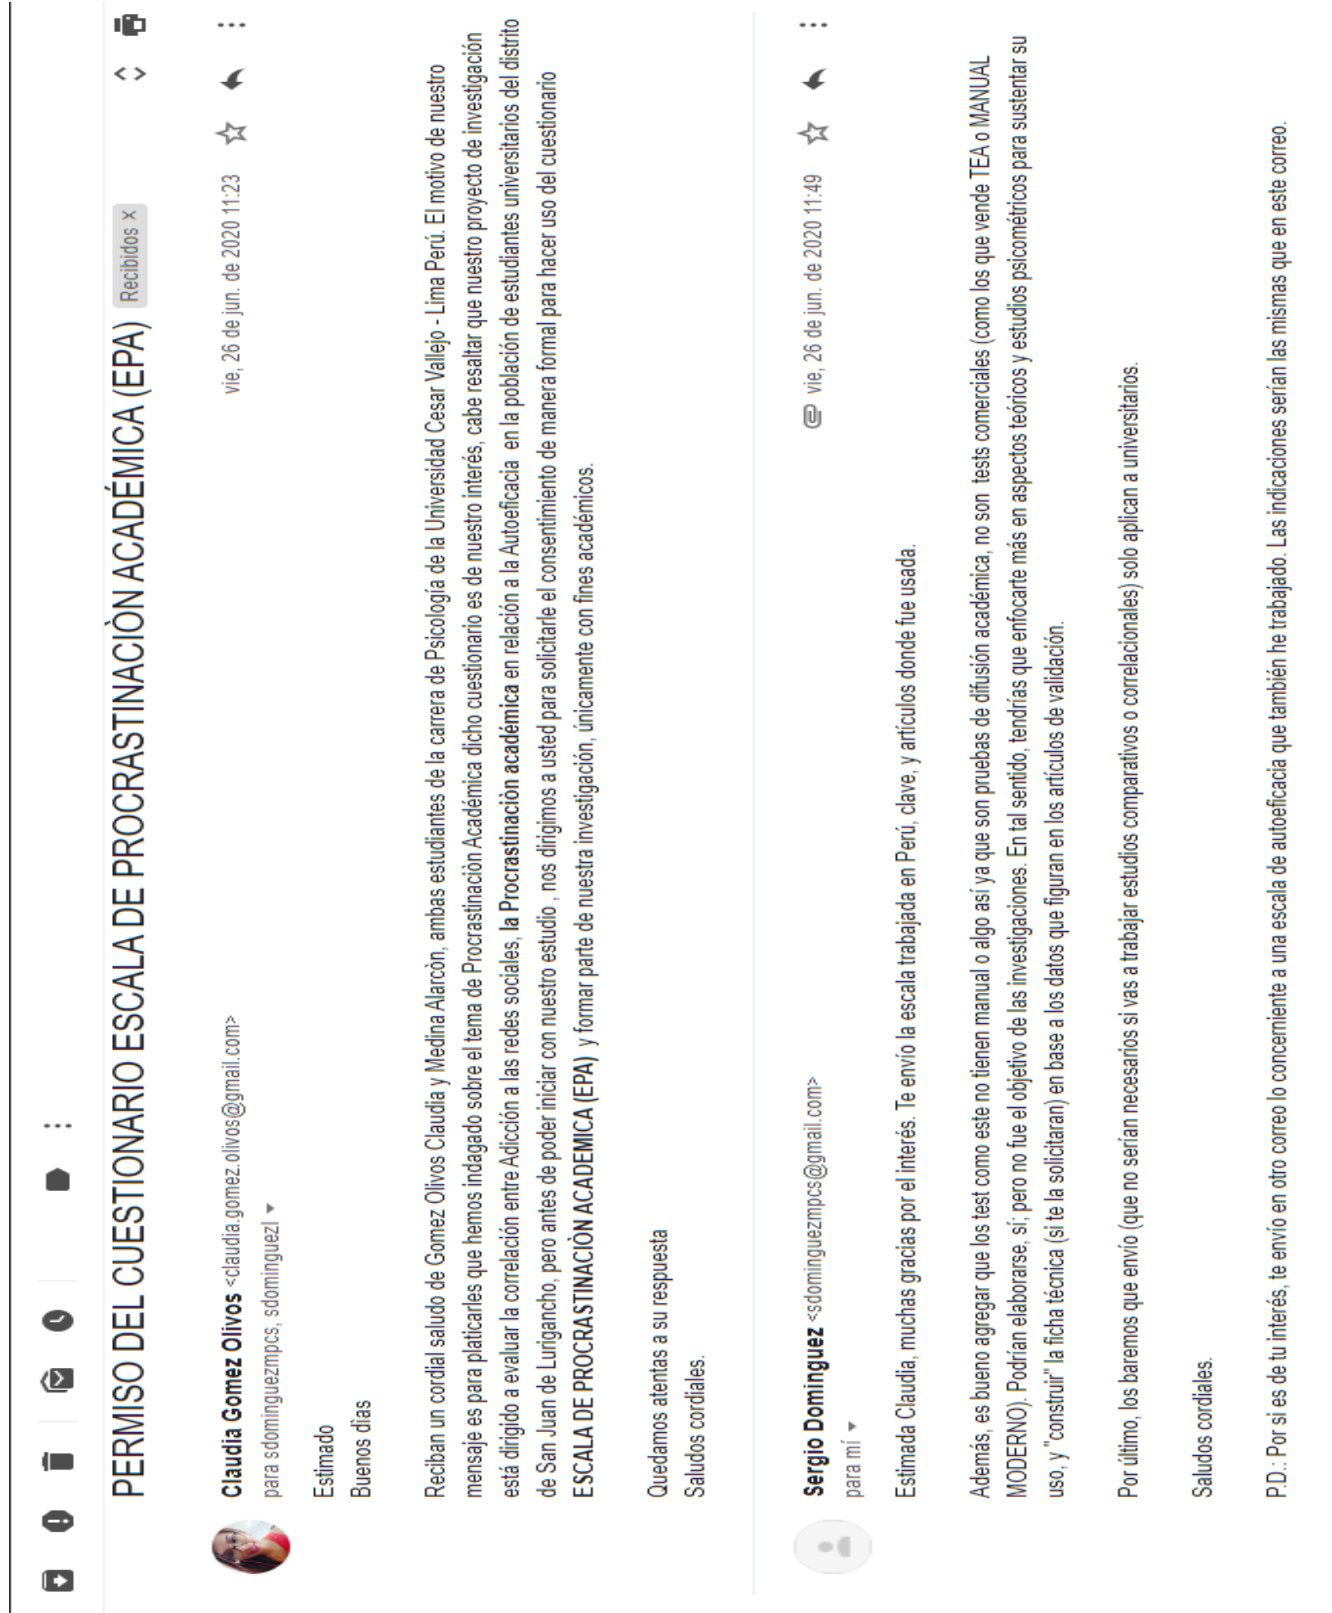 PERMISO DEL CUESTIONARIO ESCALA DE PROCRASTINACIÒN ACADÉMICA (EPA) Recibidos x
Claudia Gomez Olivos <claudia.gomez.olivos@gmail.com> vie, 26 de jun. de 2020 11:23
para sdominguezmpcs, sdominguezl
Estimado
Buenos días
Reciban un cordial saludo de Gomez Olivos Claudia y Medina Alarcòn, ambas estudiantes de la carrera de Psicología de la Universidad Cesar Vallejo - Lima Perú. El motivo de nuestro
mensaje es para platicarles que hemos indagado sobre el tema de Procrastinaciòn Académica dicho cuestionario es de nuestro interés, cabe resaltar que nuestro proyecto de investigación
está dirigido a evaluar la correlación entre Adicción a las redes sociales, la Procrastinaciòn académica en relación a la Autoeficacia en la población de estudiantes universitarios del distrito
de San Juan de Lurigancho, pero antes de poder iniciar con nuestro estudio , nos dirigimos a usted para solicitarle el consentimiento de manera formal para hacer uso del cuestionario
ESCALA DE PROCRASTINACIÒN ACADEMICA (EPA) y formar parte de nuestra investigación, únicamente con fines académicos.
Quedamos atentas a su respuesta
Saludos cordiales.
Sergio Dominguez <sdominguezmpcs@gmail.com> vie, 26 de jun. de 2020 11:49
para mí
Estimada Claudia, muchas gracias por el interés. Te envío la escala trabajada en Perú, clave, y artículos donde fue usada.
Además, es bueno agregar que los test como este no tienen manual o algo así ya que son pruebas de difusión académica, no son tests comerciales (como los que vende TEA o MANUAL
MODERNO). Podrían elaborarse, sí; pero no fue el objetivo de las investigaciones. En tal sentido, tendrías que enfocarte más en aspectos teóricos y estudios psicométricos para sustentar su
uso, y "construir" la ficha técnica (si te la solicitaran) en base a los datos que figuran en los artículos de validación.
Por último, los baremos que envío (que no serían necesarios si vas a trabajar estudios comparativos o correlacionales) solo aplican a universitarios.
Saludos cordiales.
P.D.: Por si es de tu interés, te envío en otro correo lo concerniente a una escala de autoeficacia que también he trabajado. Las indicaciones serían las mismas que en este correo.